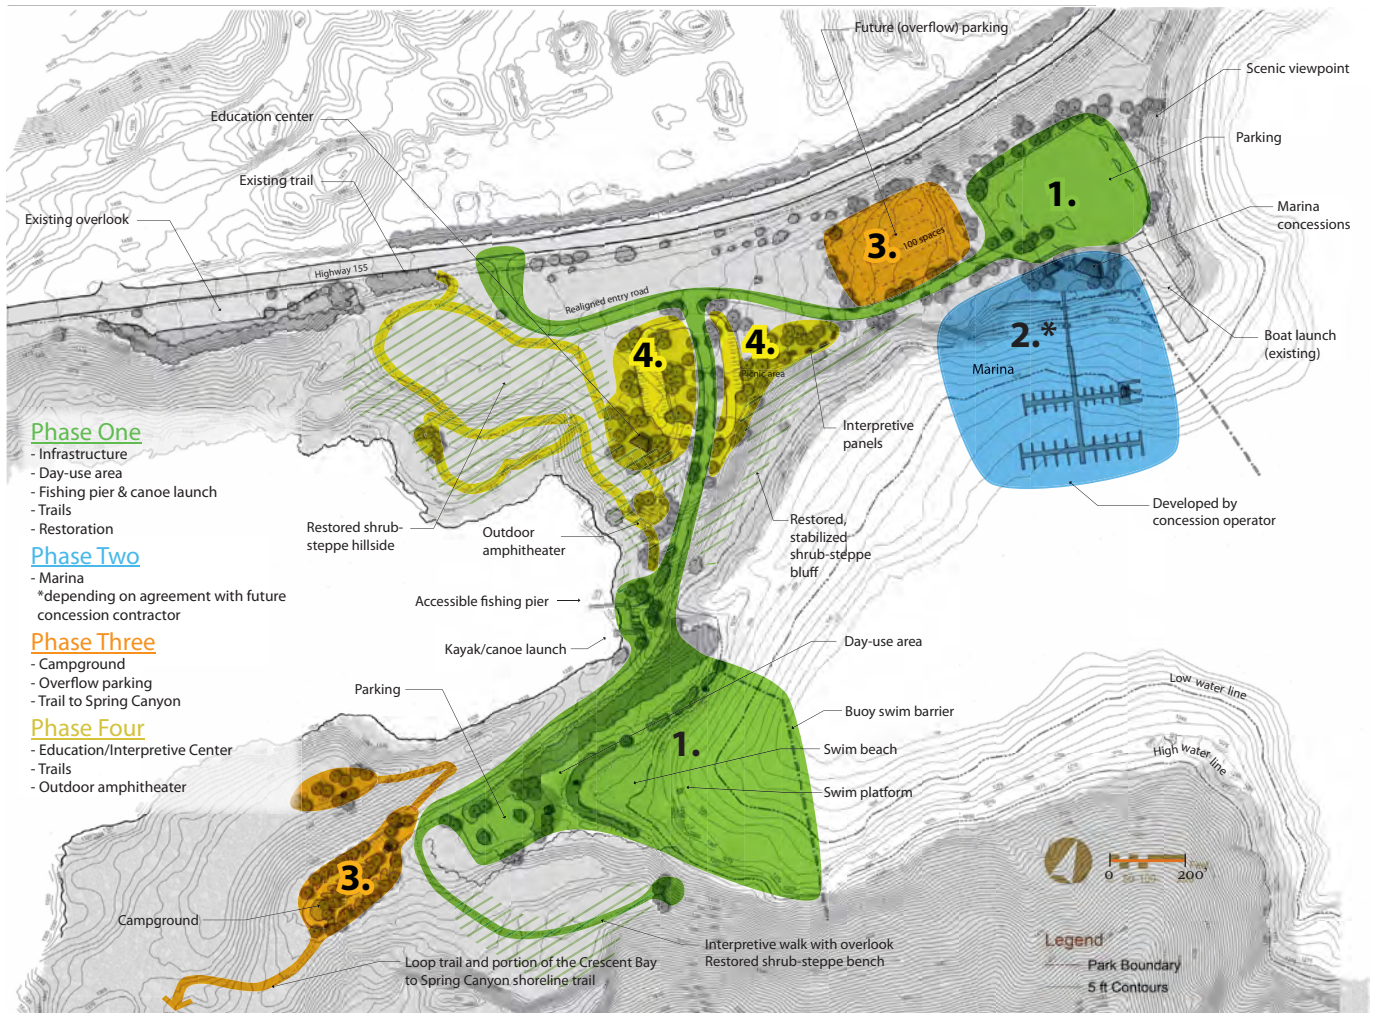 Future (overflow) parking
Scenic viewpoint
Education center
Parking
Existing trail
1.
Marina
concessions
Existing overlook
3.
100 spaces
Highway 155
Realigned entry road
2.*
Boat launch
(existing)
4.
4.
Marina
Picnic area
Interpretive
panels
Phase One
- Infrastructure
- Day-use area
- Fishing pier & canoe launch
- Trails
- Restoration
Phase Two
- Marina
*depending on agreement with future
concession contractor
Phase Three
- Campground
- Overflow parking
- Trail to Spring Canyon
Phase Four
- Education/Interpretive Center
- Trails
- Outdoor amphitheater
Developed by
concession operator
Restored shrub-
steppe hillside
Outdoor
amphitheater
Restored,
stabilized
shrub-steppe
bluff
Accessible fishing pier
Kayak/canoe launch
Day-use area
Parking
Low water line
Buoy swim barrier
1.
Swim beach
High water
line
Swim platform
3.
0
200'
Campground
Interpretive walk with overlook
Restored shrub-steppe bench
Loop trail and portion of the Crescent Bay
to Spring Canyon shoreline trail
Legend
Park Boundary
5 ft Contours